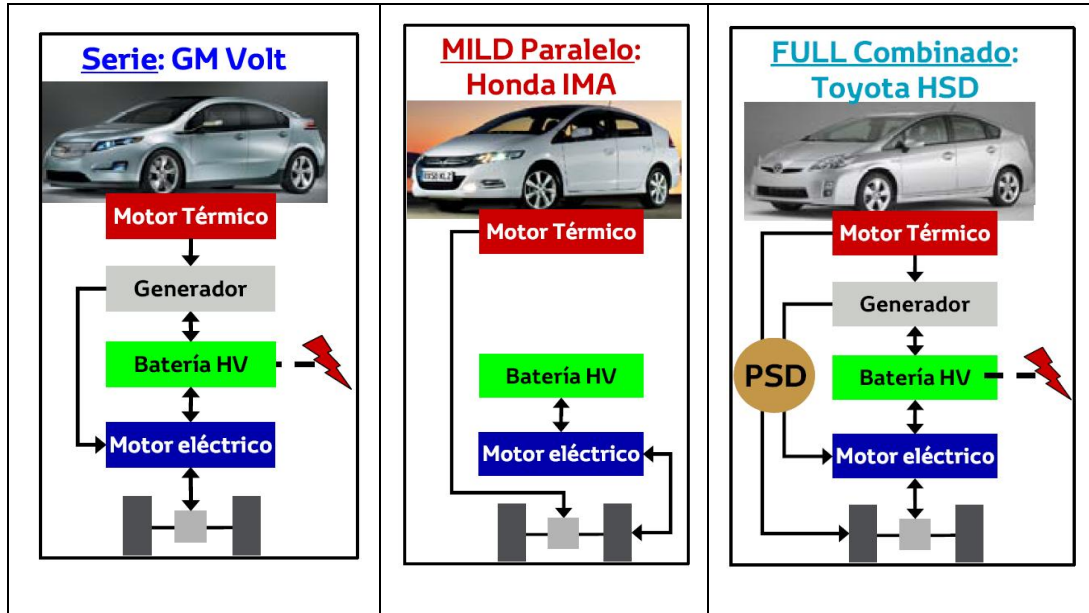 Serie: GM Volt
Motor Térmico
Generador
Batería HV
Motor eléctrico
MILD Paralelo:
Honda IMA
Motor Térmico
Batería HV
Motor eléctrico
FULL Combinado:
Toyota HSD
Motor Térmico
Generador
PSD
Batería HV
Motor eléctrico